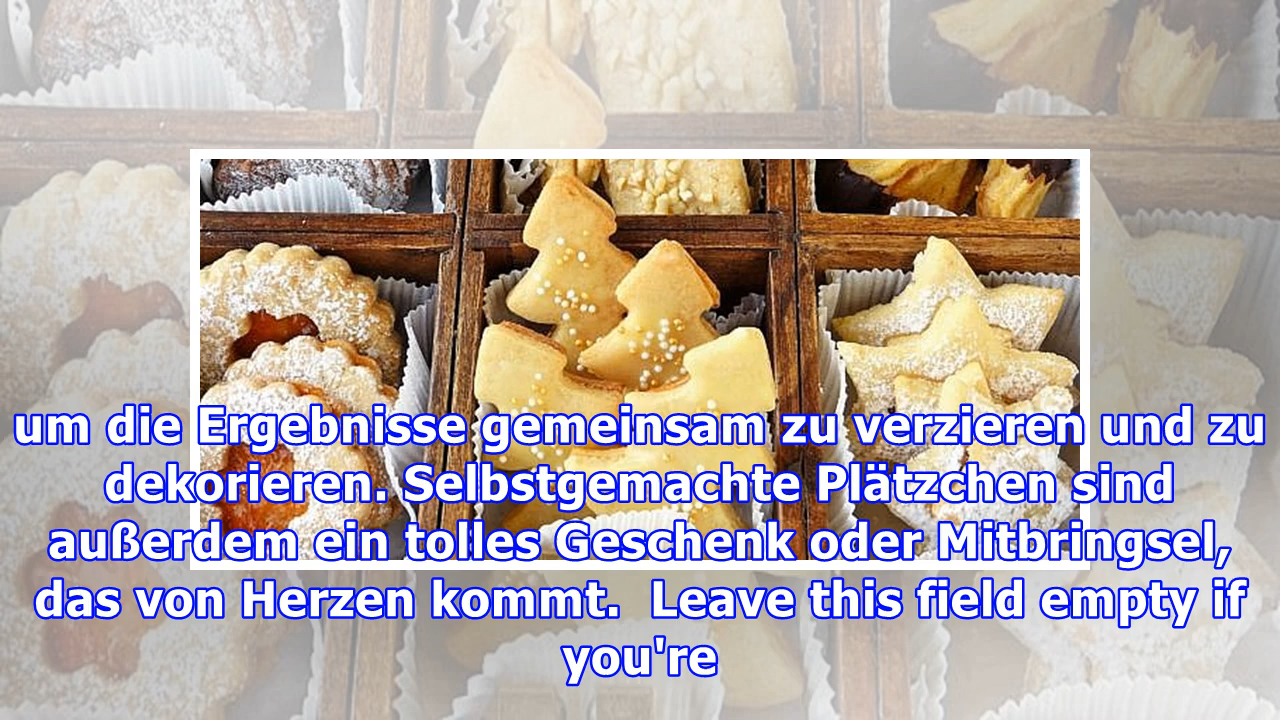 um die Ergebnisse gemeinsam zu verzieren und zu
dekorieren. Selbstgemachte Plätzchen sind
außerdem ein tolles Geschenk oder Mitbringsel,
das von Herzen kommt.  Leave this field empty if
you're